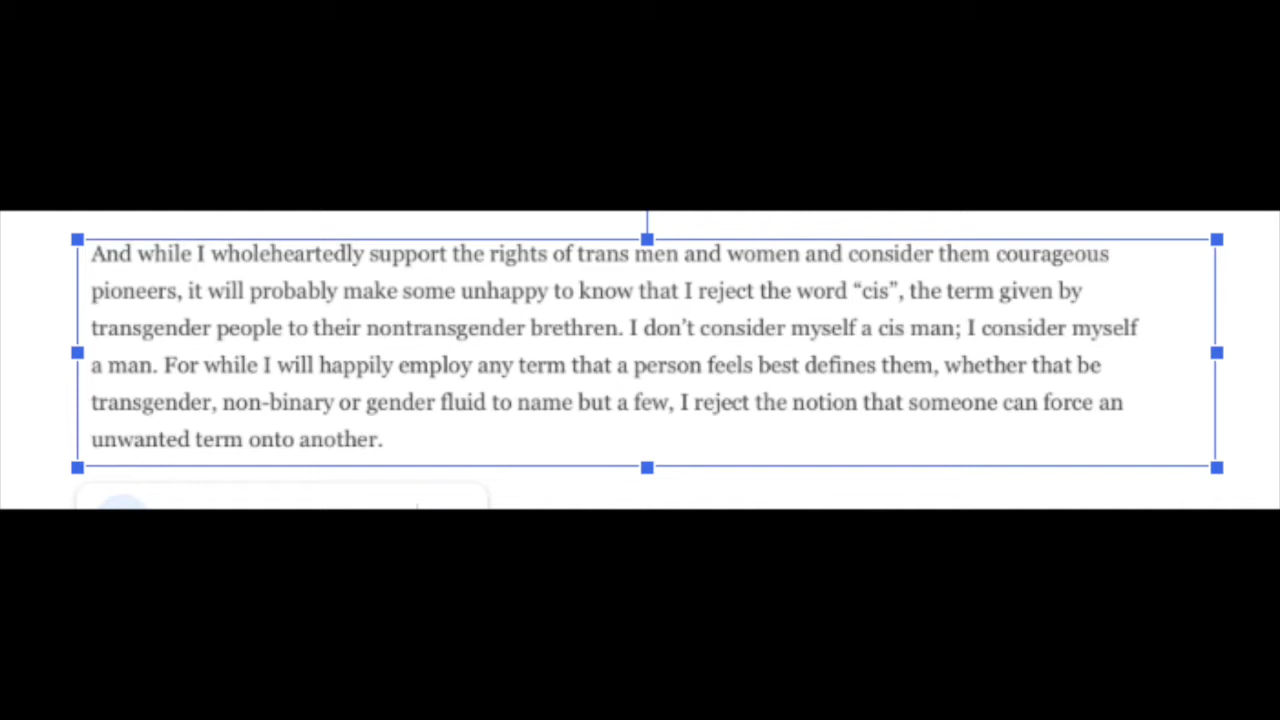 And while I wholeheartedly support the rights of trans men and women and consider them courageous
pioneers, it will probably make some unhappy to know that I reject the word “cis”, the term given by
transgender people to their nontransgender brethren. I don’t consider myself a cis man; I consider myself
a man. For while I will happily employ any term that a person feels best defines them, whether that be
transgender, non-binary or gender fluid to name but a few, I reject the notion that someone can force an
unwanted term onto another.